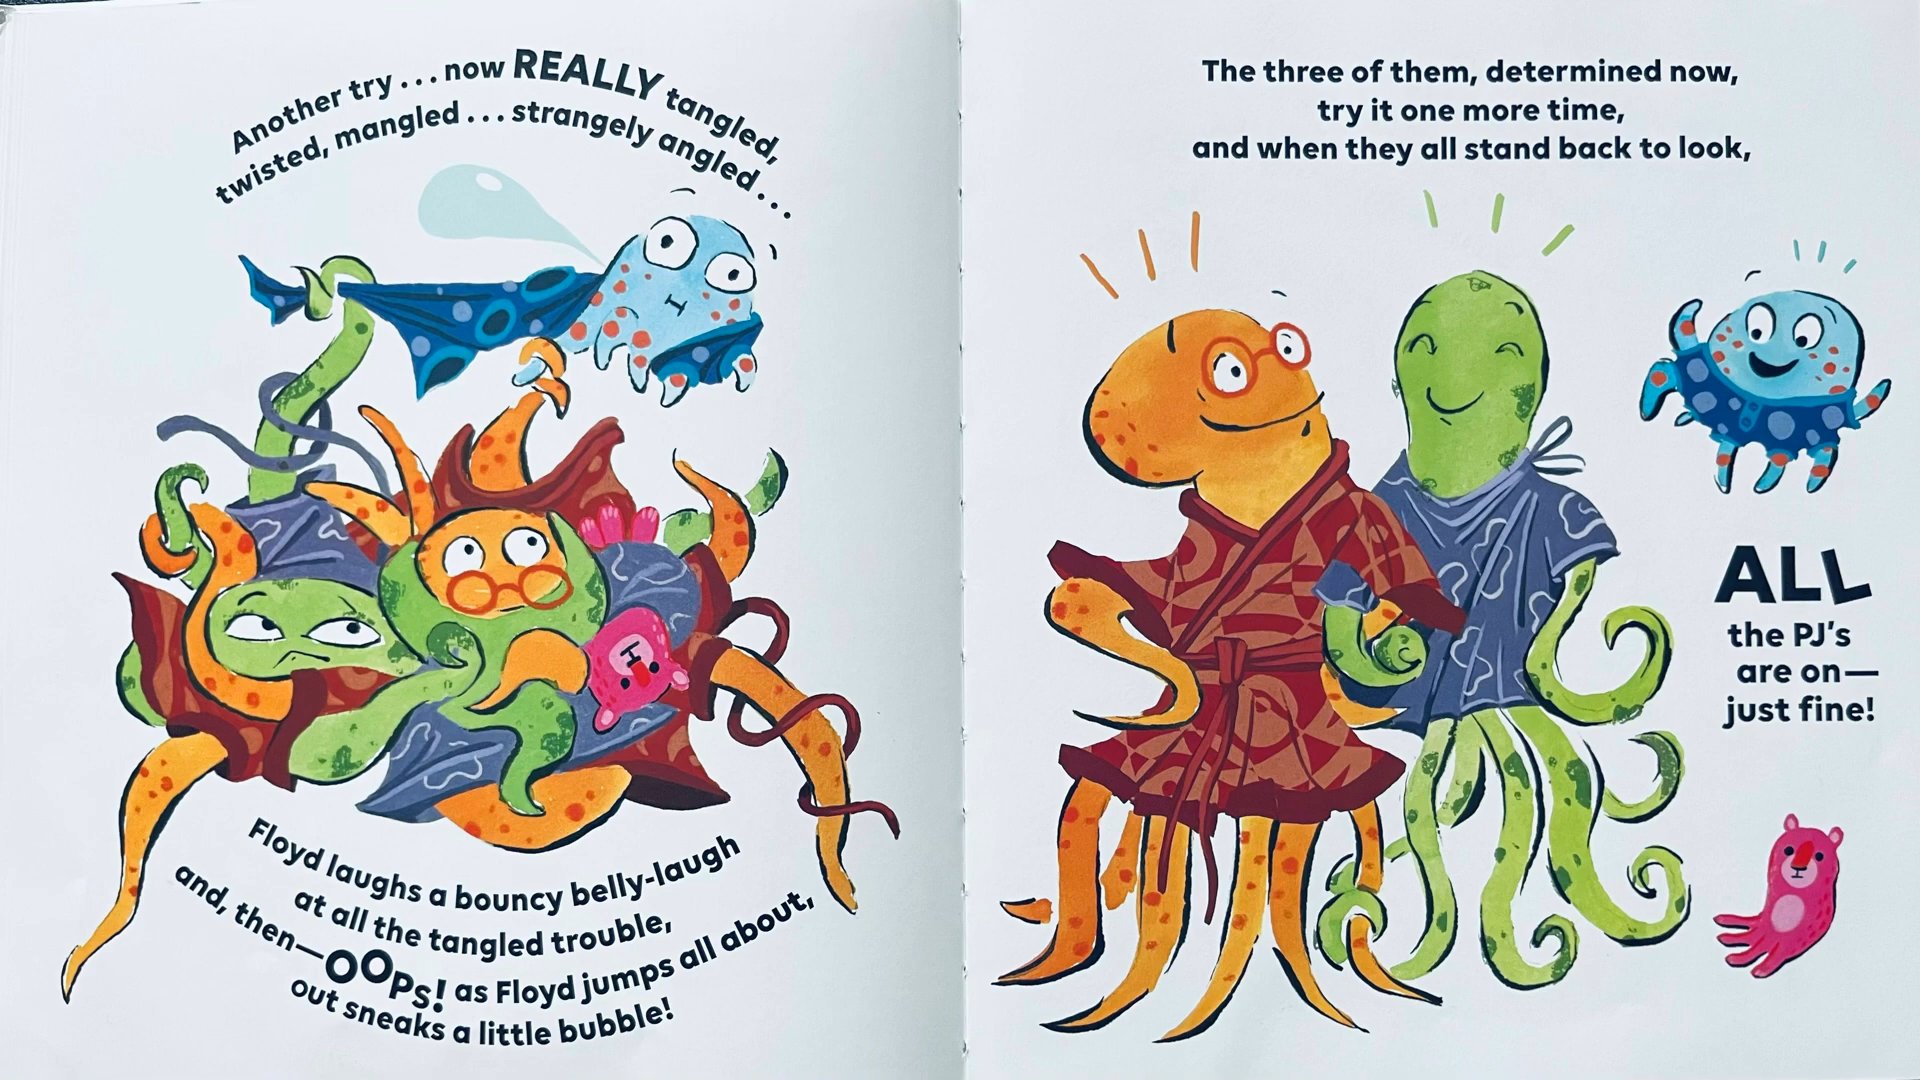 Another try . . . now REALLY tangled,
twisted, mangled . . . strangely angled . . .
Floyd laughs a bouncy belly-laugh
at all the tangled trouble,
and, then—OOPS! as Floyd jumps all about,
out sneaks a little bubble!
The three of them, determined now,
try it one more time,
and when they all stand back to look,
ALL
the PJ's
are on—
just fine!